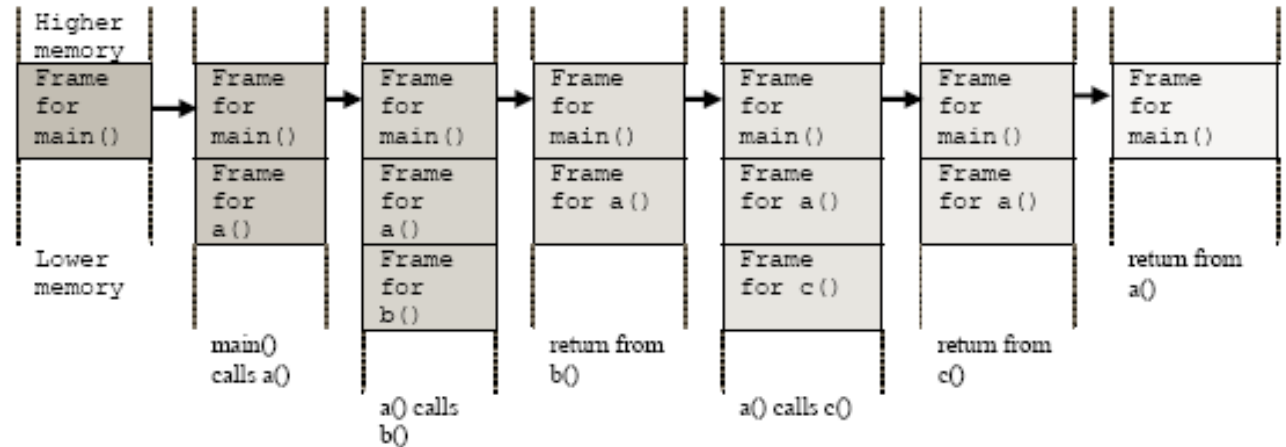 Higher
memory
Frame
for
main()
Lower
memory
Frame
for
main()
Frame
for
a()
main()
calls a()
Frame
for
main()
Frame
for
a()
Frame
for
b()
a() calls
b()
Frame
for
main()
Frame
for a()
return from
b()
Frame
for
main()
Frame
for a()
Frame
for c()
a() calls c()
Frame
for
main()
Frame
for a()
return from
c()
Frame
for
main()
return from
a()